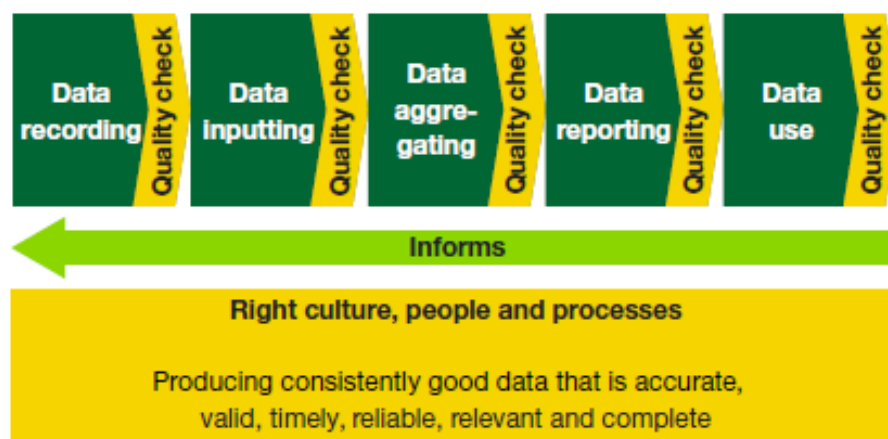 Data
recording
Quality check
Data
inputting
Quality check
Data
aggre-
gating
Quality check
Data
reporting
Quality check
Data
use
Quality check
Informs
Right culture, people and processes
Producing consistently good data that is accurate,
valid, timely, reliable, relevant and complete